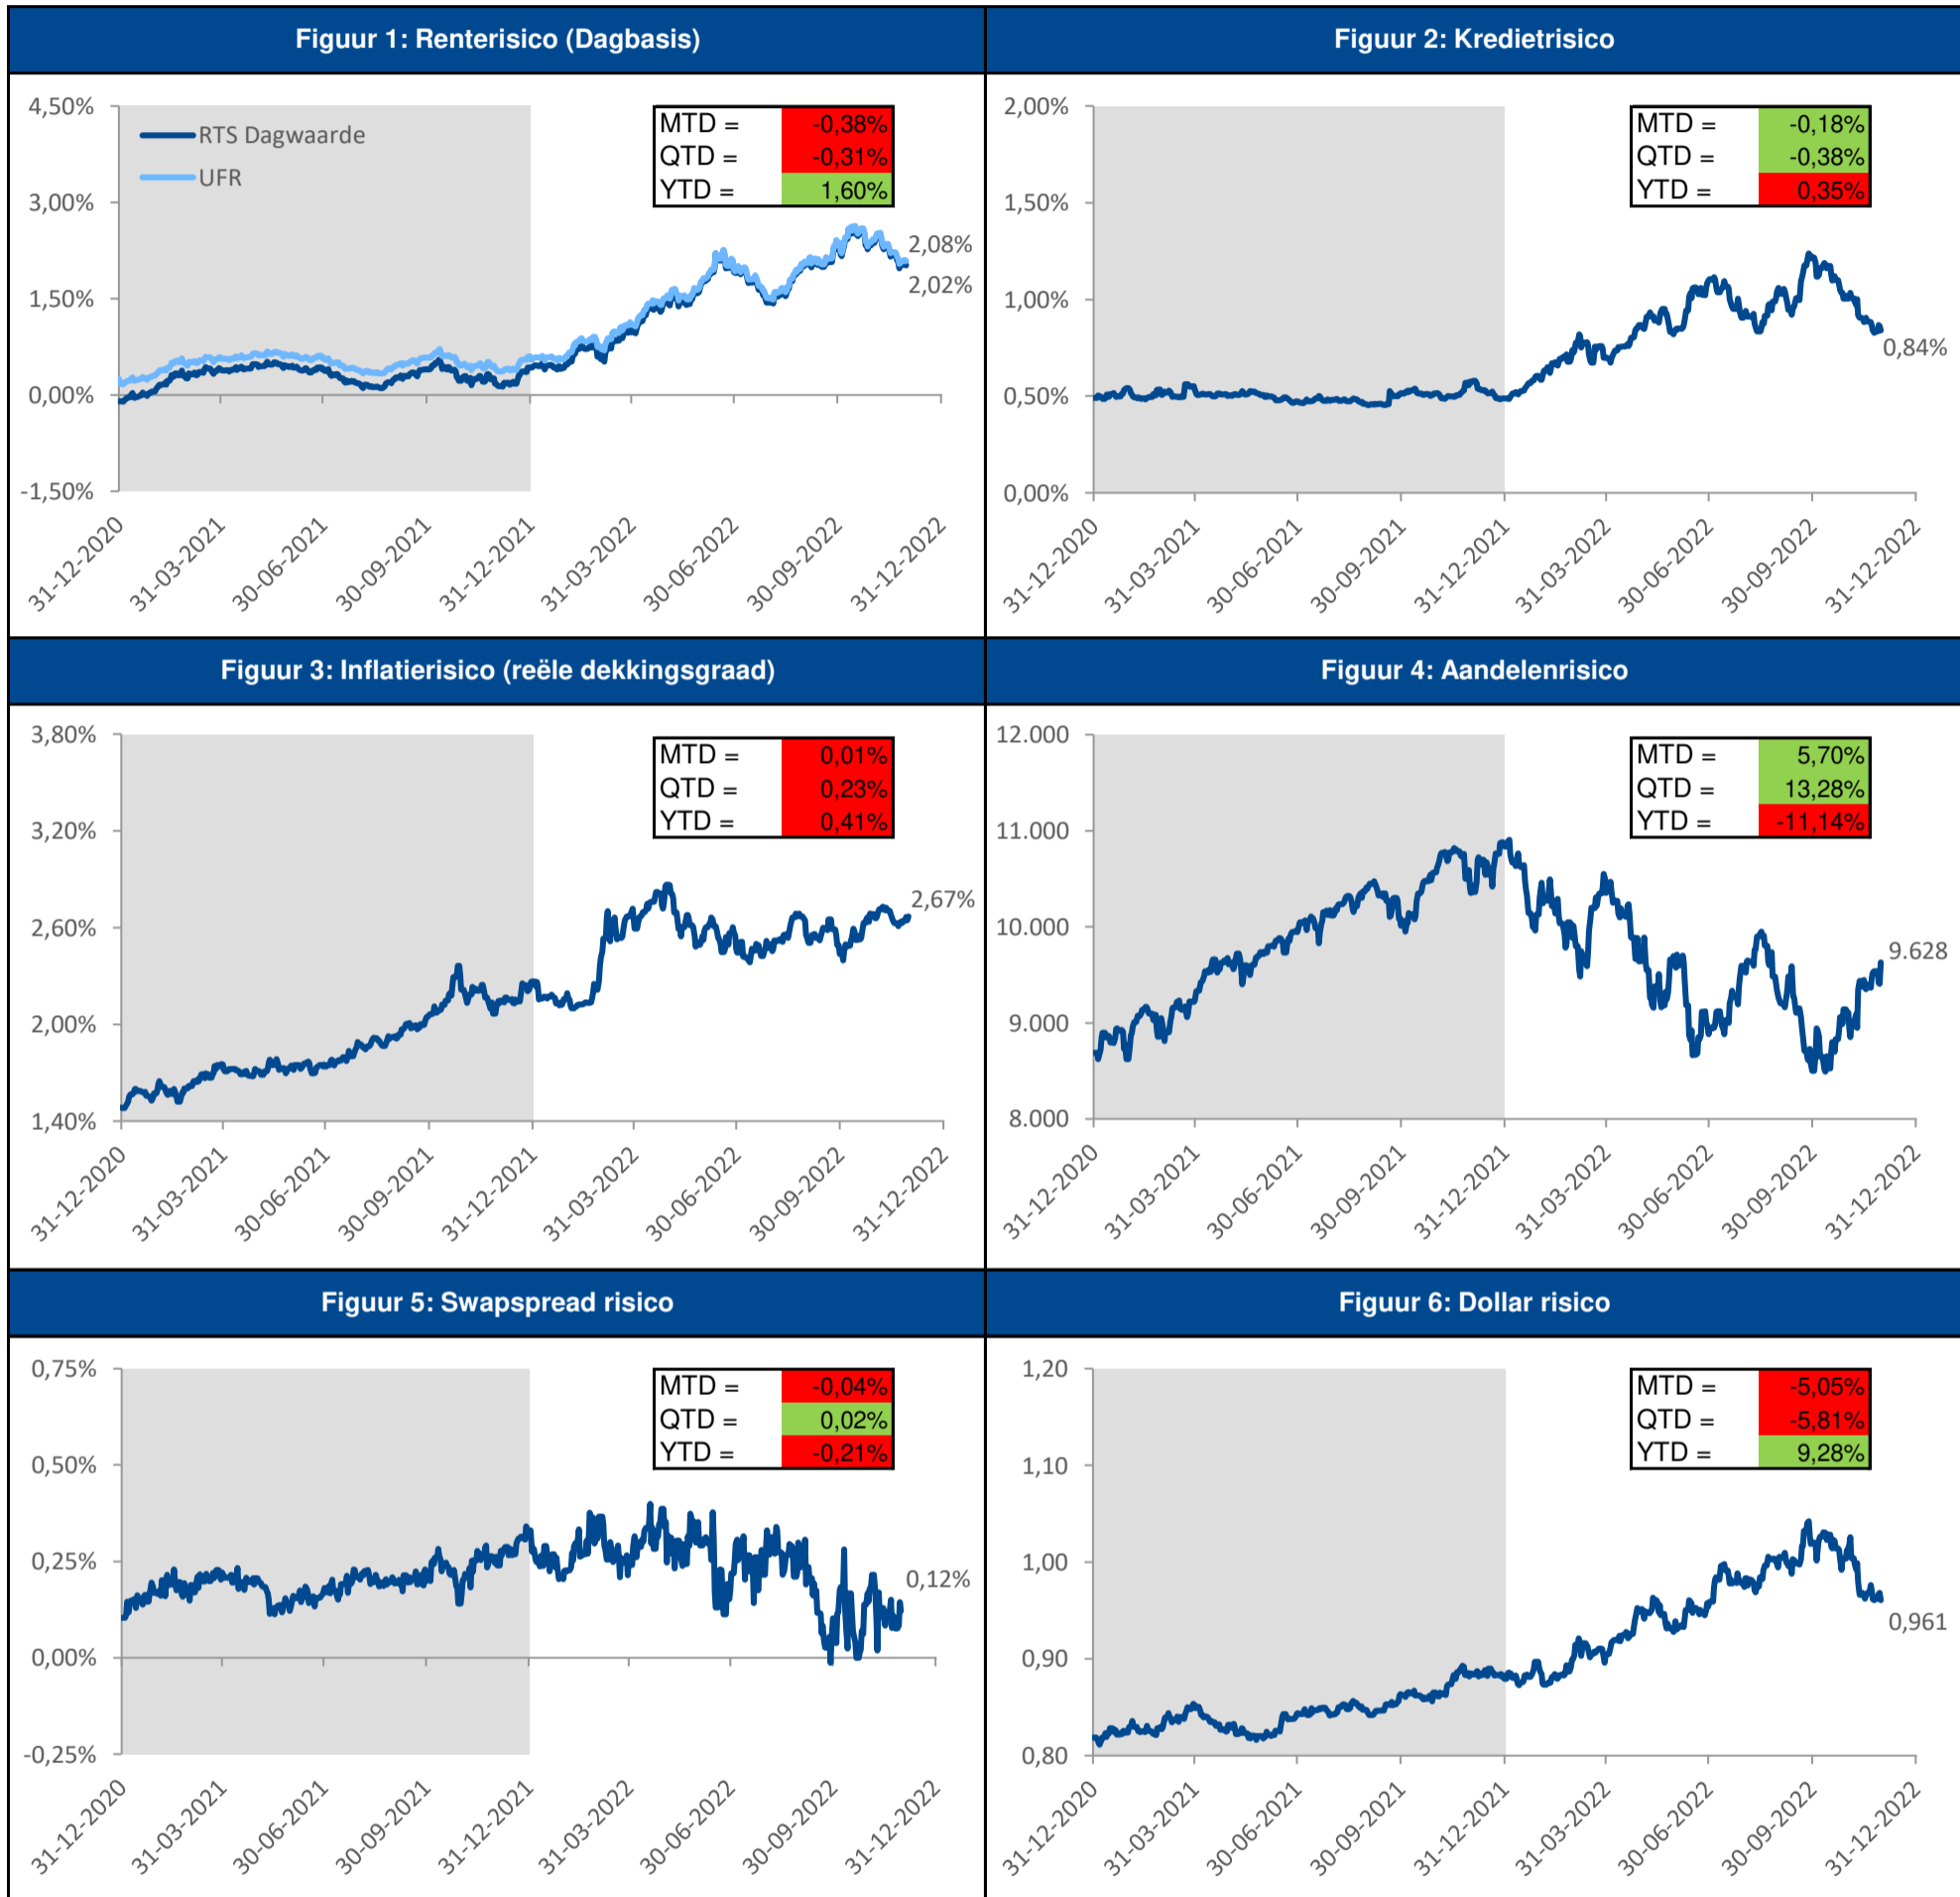 Figuur 1: Renterisico (Dagbasis)
4,50%
3,00%
1,50%
0,00%
-1,50%
RTS Dagwaarde
UFR
MTD = -0,38%
QTD = -0,31%
YTD = 1,60%
2,08%
2,02%
31-12-2020 31-03-2021 30-06-2021 30-09-2021 31-12-2021 31-03-2022 30-06-2022 30-09-2022 31-12-2022
Figuur 2: Kredietrisico
2,00%
1,50%
1,00%
0,50%
0,00%
MTD = -0,18%
QTD = -0,38%
YTD = 0,35%
0,84%
31-12-2020 31-03-2021 30-06-2021 30-09-2021 31-12-2021 31-03-2022 30-06-2022 30-09-2022 31-12-2022
Figuur 3: Inflatierisico (reële dekkingsgraad)
3,80%
3,20%
2,60%
2,00%
1,40%
MTD = 0,01%
QTD = 0,23%
YTD = 0,41%
2,67%
31-12-2020 31-03-2021 30-06-2021 30-09-2021 31-12-2021 31-03-2022 30-06-2022 30-09-2022 31-12-2022
Figuur 4: Aandelenrisico
12.000
11.000
10.000
9.000
8.000
MTD = 5,70%
QTD = 13,28%
YTD = -11,14%
9.628
31-12-2020 31-03-2021 30-06-2021 30-09-2021 31-12-2021 31-03-2022 30-06-2022 30-09-2022 31-12-2022
Figuur 5: Swapspread risico
0,75%
0,50%
0,25%
0,00%
-0,25%
MTD = -0,04%
QTD = 0,02%
YTD = -0,21%
0,12%
31-12-2020 31-03-2021 30-06-2021 30-09-2021 31-12-2021 31-03-2022 30-06-2022 30-09-2022 31-12-2022
Figuur 6: Dollar risico
1,20
1,10
1,00
0,90
0,80
MTD = -5,05%
QTD = -5,81%
YTD = 9,28%
0,961
31-12-2020 31-03-2021 30-06-2021 30-09-2021 31-12-2021 31-03-2022 30-06-2022 30-09-2022 31-12-2022